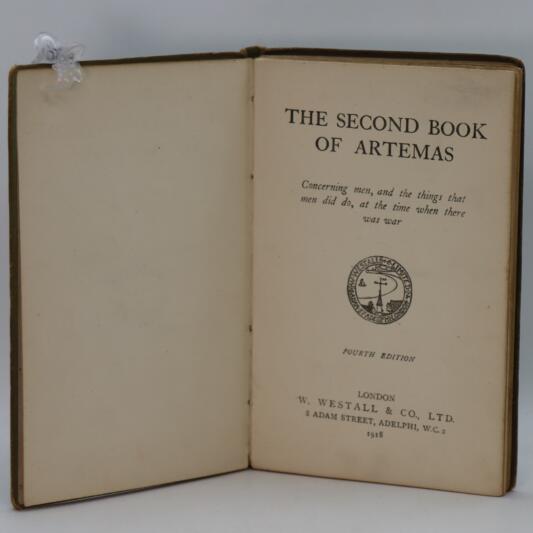 THE SECOND BOOK
OF ARTEMAS
Concerning men, and the things that
men did do, at the time when there
was war
FOURTH EDITION
LONDON
W. WESTALL & CO., LTD.
8 ADAM STREET, ADELPHI, W.C. 2
1918